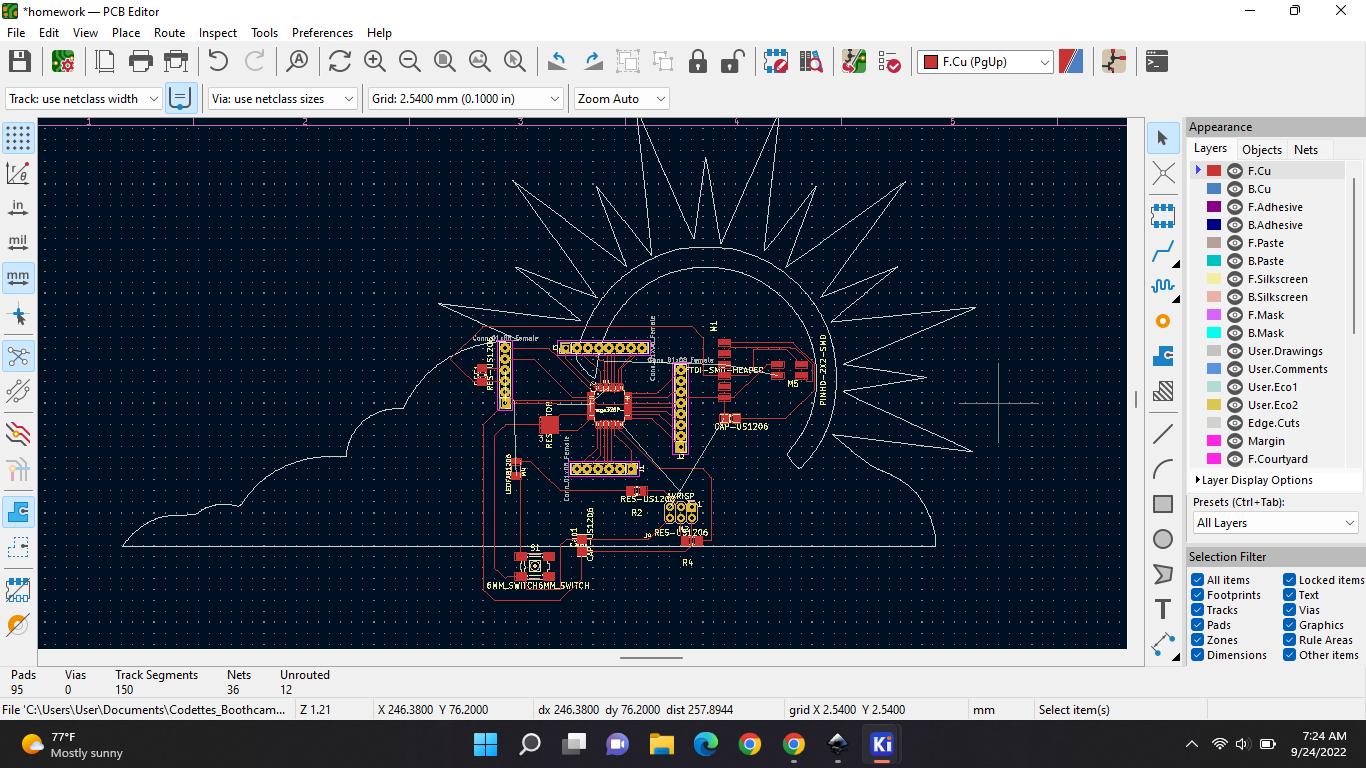 *homework — PCB Editor
File Edit View Place Route Inspect Tools Preferences Help
F.Cu (PgUp)
Track: use netclass width Via: use netclass sizes Grid: 2.5400 mm (0.1000 in) Zoom Auto
1 2 3 4 5
in
mil
mm
Conn_01x08_Female
RES-US1206
Conn_01x08_Female
M1
FTDI-SMD-HEADER
M5
PINHD-2X2-SMD
CAP-US1206
LEDFAB1206
Conn_01x08_Female
J1
RES-US1206
R2
AVRISP
RES-US1206
R4
CAP-US1206
S1
6MM_SWITCH6MM_SWITCH
Appearance
Layers Objects Nets
F.Cu
B.Cu
F.Adhesive
B.Adhesive
F.Paste
B.Paste
F.Silkscreen
B.Silkscreen
F.Mask
B.Mask
User.Drawings
User.Comments
User.Eco1
User.Eco2
Edge.Cuts
Margin
F.Courtyard
Layer Display Options
Presets (Ctrl+Tab):
All Layers
Selection Filter
All items Locked items
Footprints Text
Tracks Vias
Pads Graphics
Zones Rule Areas
Dimensions Other items
Pads Vias Track Segments Nets Unrouted
95 0 150 36 12
File 'C:\Users\User\Documents\Codettes_Boothcam... Z 1.21 X 246.3800 Y 76.2000 dx 246.3800 dy 76.2000 dist 257.8944 grid X 2.5400 Y 2.5400 mm Select item(s)
77°F
Mostly sunny
Ki
7:24 AM
9/24/2022